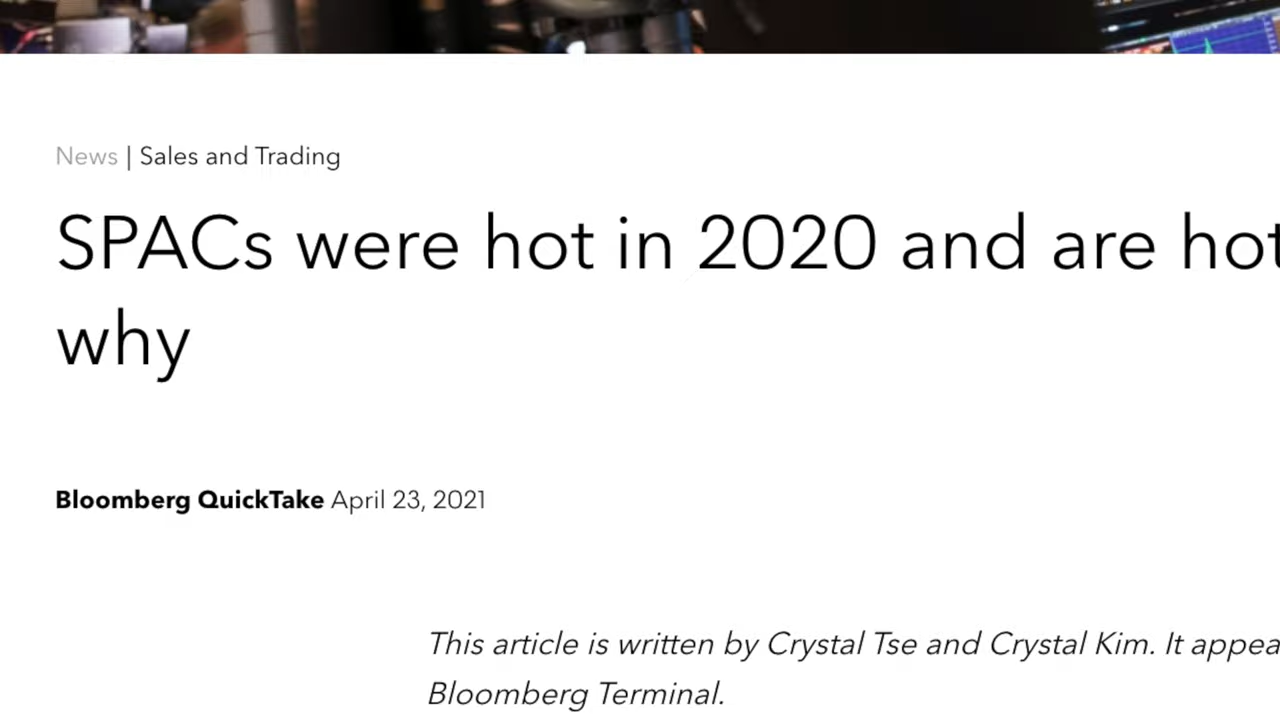 News | Sales and Trading
SPACs were hot in 2020 and are hot
why
Bloomberg QuickTake April 23, 2021
This article is written by Crystal Tse and Crystal Kim. It appea
Bloomberg Terminal.